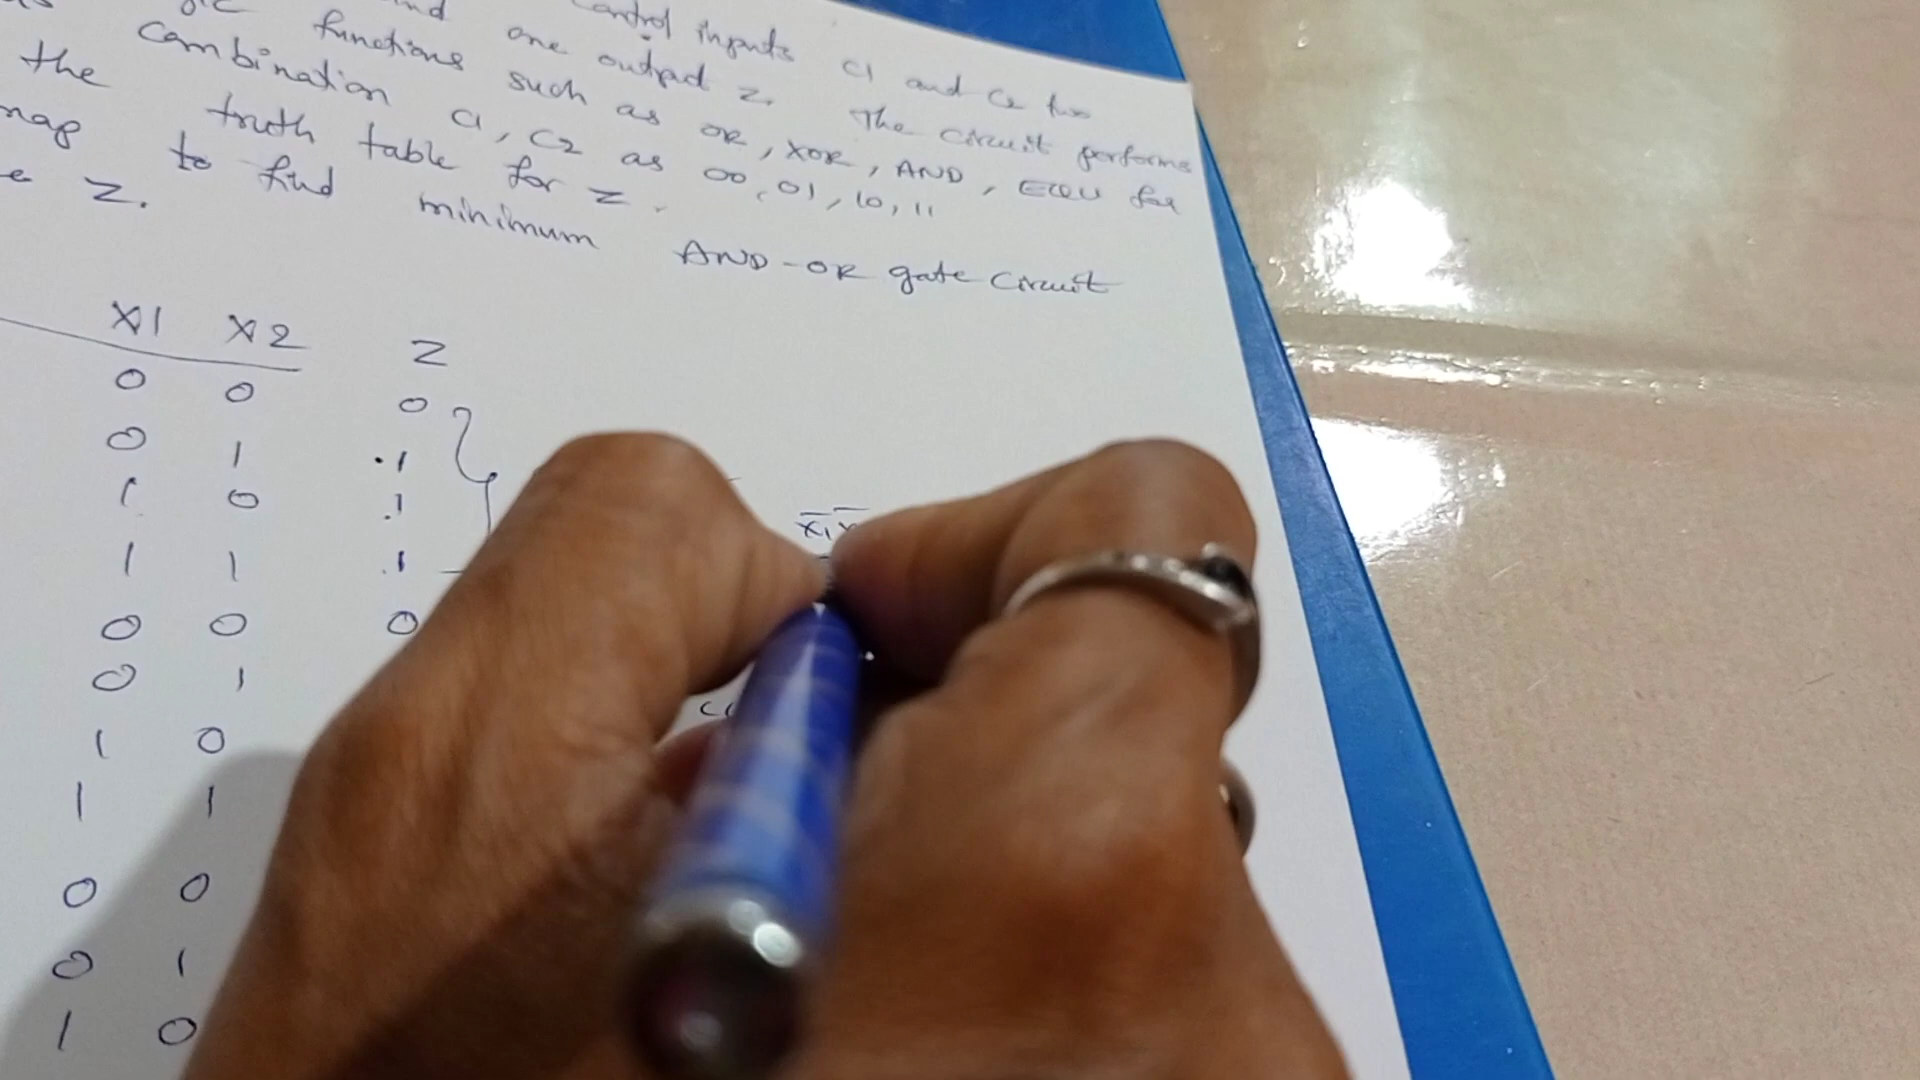 and control inputs c1 and c2 two
functions one output z. The circuit performs
the combination such as OR, XOR, AND, EQU for
map truth table c1, c2 as 00, 01, 10, 11
z. to find for z.
minimum AND-OR gate circuit
X1 X2 Z
0 0 0
0 1 1
1 0 1
1 1 1
0 0 0
0 1
1 0
1 1
0 0
0 1
1 0